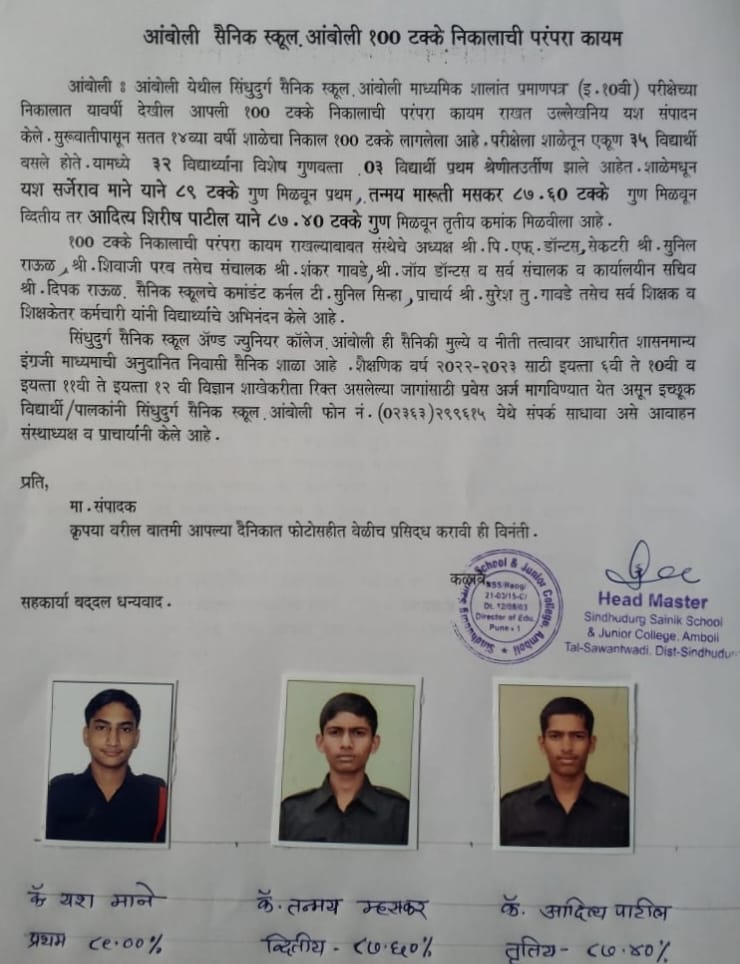 आंबोली सैनिक स्कूल. आंबोली १०० टक्के निकालाची परंपरा कायम
आंबोली : आंबोली येथील सिंधुदुर्ग सैनिक स्कूल. आंबोली माध्यमिक शालांत प्रमाणपत्र (इ.१०वी) परीक्षेच्या
निकालात यावर्षी देखील आपली १०० टक्के निकालाची परंपरा कायम राखत उल्लेखनिय यश संपादन
केले. सुरूवातीपासून सतत १४व्या वर्षी शाळेचा निकाल १०० टक्के लागलेला आहे. परीक्षेला शाळेतून एकूण ३५ विद्यार्थी
बसले होते. यामध्ये ३२ विद्यार्थ्यांना विशेष गुणवत्ता .०३ विद्यार्थी प्रथम श्रेणीतउर्तीण झाले आहेत. शाळेमधून
यश सर्जेराव माने याने ८९ टक्के गुण मिळवून प्रथम, तन्मय मारूती मसकर ८७.६० टक्के गुण मिळवून
व्दितीय तर आदित्य शिरीष पाटील याने ८७.४० टक्के गुण मिळवून तृतीय कमांक मिळवीला आहे.
१०० टक्के निकालाची परंपरा कायम राखल्याबाबत संस्थेचे अध्यक्ष श्री.पि.एफ.डॉन्टस, सेकटरी श्री.सुनिल
राऊळ, श्री.शिवाजी परब तसेच संचालक श्री.शंकर गावडे, श्री.जॉय डॉन्टस व सर्व संचालक व कार्यालयीन सचिव
श्री.दिपक राऊळ. सैनिक स्कूलचे कमांडंट कर्नल टी.सुनिल सिन्हा, प्राचार्य श्री.सुरेश तु.गावडे तसेच सर्व शिक्षक व
शिक्षकेतर कर्मचारी यांनी विद्यार्थ्याचे अभिनंदन केले आहे.
सिंधुदुर्ग सैनिक स्कूल ॲण्ड ज्युनियर कॉलेज. आंबोली ही सैनिकी मुल्ये व नीती तत्वावर आधारीत शासनमान्य
इंग्रजी माध्यमाची अनुदानित निवासी सैनिक शाळा आहे .शैक्षणिक वर्ष २०२२-२०२३ साठी इयत्ता ६वी ते १०वी व
इयत्ता ११वी ते इयत्ता १२ वी विज्ञान शाखेकरीता रिक्त असलेल्या जागांसाठी प्रवेस अर्ज मागविण्यात येत असून इच्छूक
विद्यार्थी/पालकांनी सिंधुदुर्ग सैनिक स्कूल. आंबोली फोन नं.(०२३६३)२९९६१५ येथे संपर्क साधावा असे आवाहन
संस्थाध्यक्ष व प्राचार्यांनी केले आहे.
प्रति,
मा.संपादक
कृपया वरील बातमी आपल्या दैनिकात फोटोसहीत वेळीच प्रसिद्ध करावी ही विनंती.
सहकार्या बद्दल धन्यवाद.
कळावे
Sindhudurg Sainik School & Junior College, Amboli
21-03/15-C/
Dt. 12/08/03
Director of Edu.
Pune - 1
Head Master
Sindhudurg Sainik School
& Junior College, Amboli
Tal-Sawantwadi. Dist-Sindhudur
कॅ यश माने
प्रथम ८९.००%
कॅ. तन्मय म्हसकर
व्दितीय - ८७.६०%
कॅ. आदित्य पाटील
तृतिय - ८७.४०%